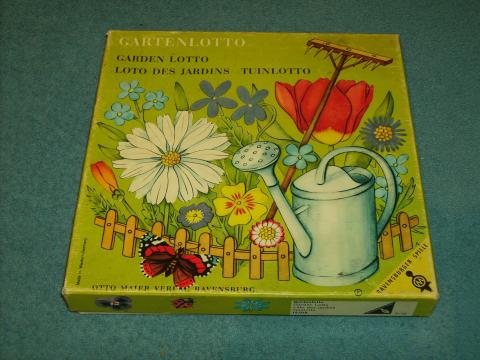 GARTENLOTTO
GARDEN LOTTO
LOTO DES JARDINS TUINLOTTO
OTTO MAIER VERLAG RAVENSBURG
RAVENSBURGER SPIELE